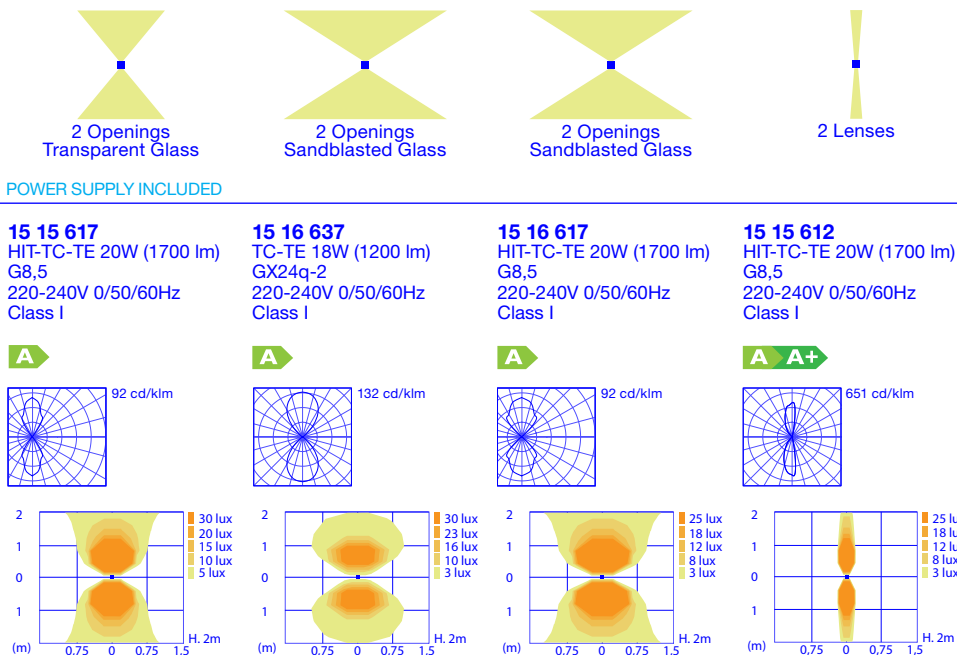 2 Openings
Transparent Glass
2 Openings
Sandblasted Glass
2 Openings
Sandblasted Glass
2 Lenses
POWER SUPPLY INCLUDED
15 15 617
HIT-TC-TE 20W (1700 lm)
G8,5
220-240V 0/50/60Hz
Class I
A
92 cd/klm
2
1
0
1
(m)
0.75 0 0.75 1.5
30 lux
20 lux
15 lux
10 lux
5 lux
H. 2m
15 16 637
TC-TE 18W (1200 lm)
GX24q-2
220-240V 0/50/60Hz
Class I
A
132 cd/klm
2
1
0
1
(m)
0.75 0 0.75 1.5
30 lux
23 lux
16 lux
10 lux
3 lux
H. 2m
15 16 617
HIT-TC-TE 20W (1700 lm)
G8,5
220-240V 0/50/60Hz
Class I
A
92 cd/klm
2
1
0
1
(m)
0.75 0 0.75 1.5
25 lux
18 lux
12 lux
8 lux
3 lux
H. 2m
15 15 612
HIT-TC-TE 20W (1700 lm)
G8,5
220-240V 0/50/60Hz
Class I
A A+
651 cd/klm
2
1
0
1
(m)
0,75 0 0,75 1,5
25 lu
18 lu
12 lu
8 lux
3 lux
H. 2m